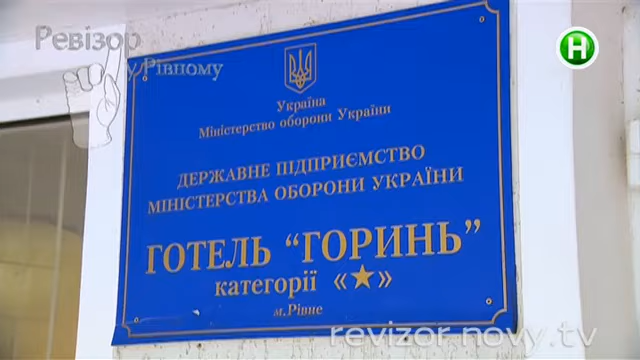 Ревізор
у Рівному
Н
Україна
Міністерство оборони України
ДЕРЖАВНЕ ПІДПРИЄМСТВО
МІНІСТЕРСТВА ОБОРОНИ УКРАЇНИ
ГОТЕЛЬ “ГОРИНЬ”
категорії «★»
м. Рівне
revizor.novy.tv